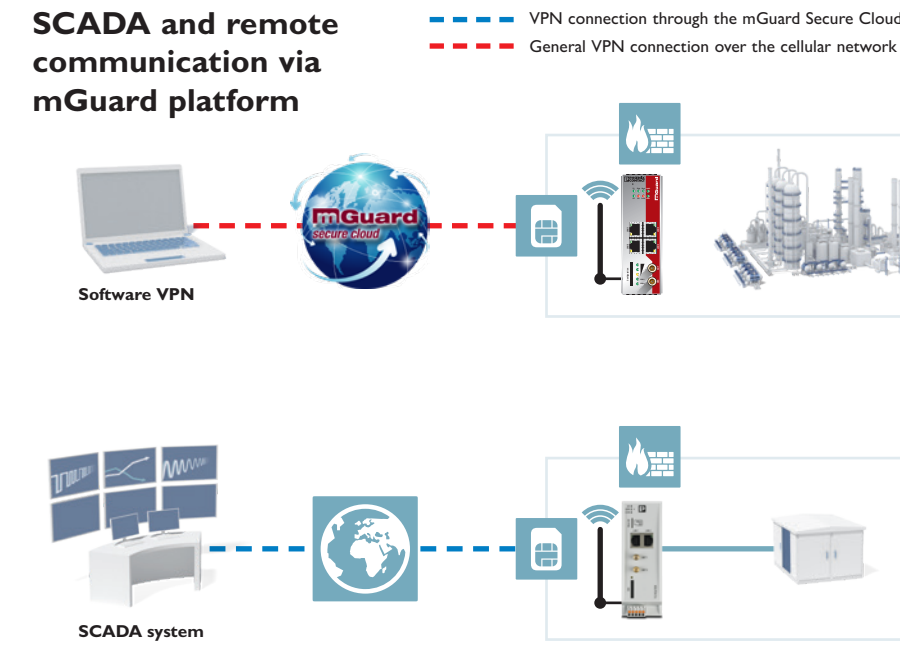 SCADA and remote
communication via
mGuard platform
VPN connection through the mGuard Secure Cloud
General VPN connection over the cellular network
mGuard
secure cloud
Software VPN
SCADA system